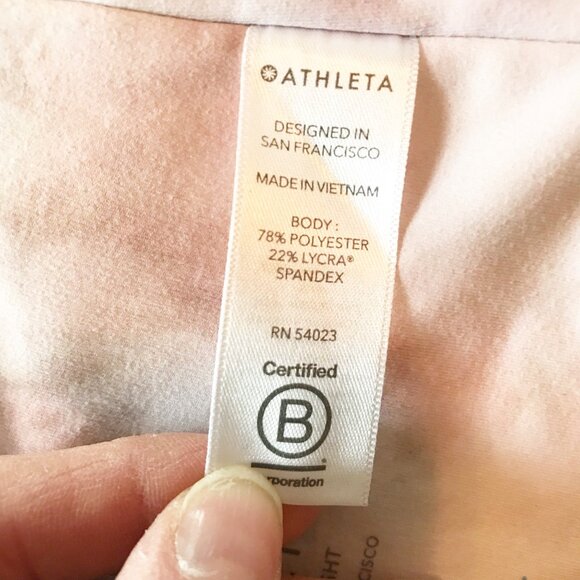 ATHLETA
DESIGNED IN
SAN FRANCISCO
MADE IN VIETNAM
BODY :
78% POLYESTER
22% LYCRA®
SPANDEX
RN 54023
Certified
B
rporation